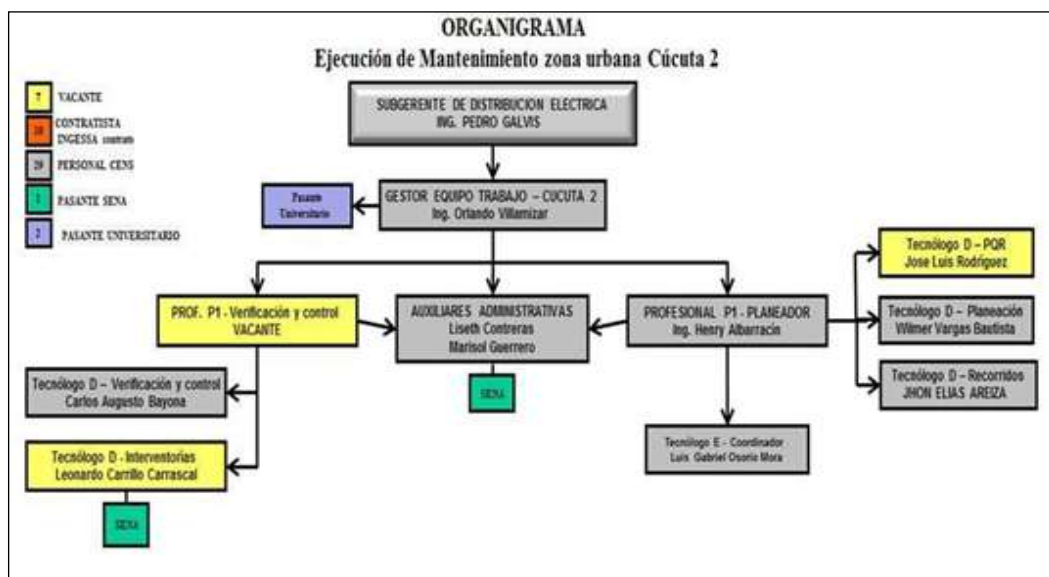 ORGANIGRAMA
Ejecución de Mantenimiento zona urbana Cúcuta 2
7 VACANTE
CONTRATISTA
INGESSA contrato
29 PERSONAL CENS
PASANTE SENA
2 PASANTE UNIVERSITARIO
SUBGERENTE DE DISTRIBUCION ELECTRICA
ING. PEDRO GALVIS
Pasante
Universitario
GESTOR EQUIPO TRABAJO – CUCUTA 2
Ing. Orlando Villamizar
PROF. P1 - Verificación y control
VACANTE
AUXILIARES ADMINISTRATIVAS
Liseth Contreras
Marisol Guerrero
PROFESIONAL P1 - PLANEADOR
Ing. Henry Albarracín
Tecnólogo D – PQR
Jose Luis Rodríguez
Tecnólogo D – Planeación
Wilmer Vargas Bautista
Tecnólogo D – Recorridos
JHON ELIAS AREIZA
Tecnólogo D – Verificación y control
Carlos Augusto Bayona
SENA
Tecnólogo E - Coordinador
Luis Gabriel Osorio Mora
Tecnólogo D - Interventorias
Leonardo Carrillo Carrascal
SENA